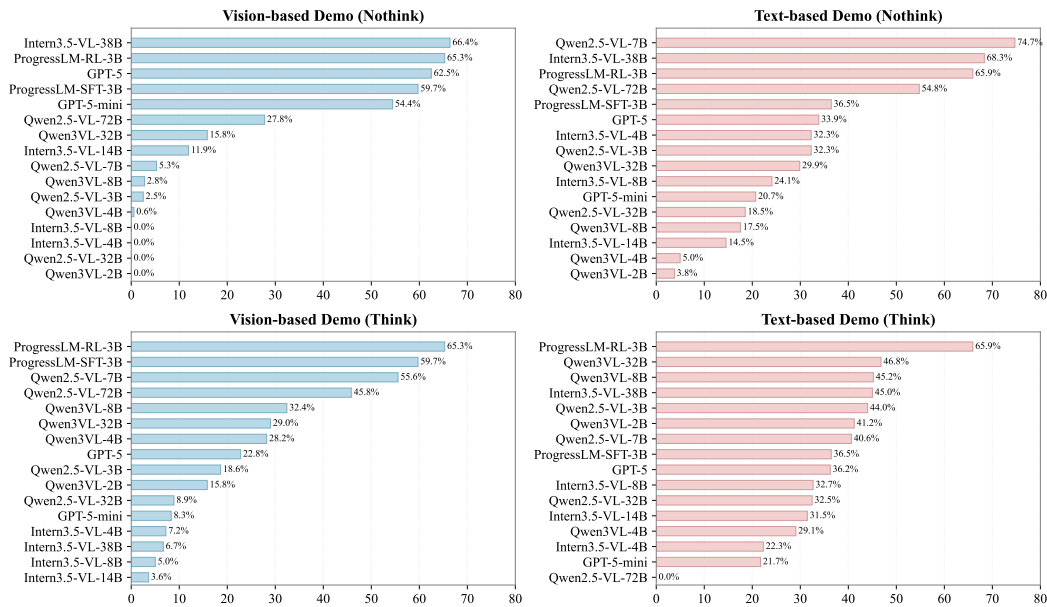 Vision-based Demo (Nothink)
Intern3.5-VL-38B 66.4%
ProgressLM-RL-3B 65.3%
GPT-5 62.5%
ProgressLM-SFT-3B 59.7%
GPT-5-mini 54.4%
Qwen2.5-VL-72B 27.8%
Qwen3VL-32B 15.8%
Intern3.5-VL-14B 11.9%
Qwen2.5-VL-7B 5.3%
Qwen3VL-8B 2.8%
Qwen2.5-VL-3B 2.5%
Qwen3VL-4B 0.6%
Intern3.5-VL-8B 0.0%
Intern3.5-VL-4B 0.0%
Qwen2.5-VL-32B 0.0%
Qwen3VL-2B 0.0%
0 10 20 30 40 50 60 70 80
Text-based Demo (Nothink)
Qwen2.5-VL-7B 74.7%
Intern3.5-VL-38B 68.3%
ProgressLM-RL-3B 65.9%
Qwen2.5-VL-72B 54.8%
ProgressLM-SFT-3B 36.5%
GPT-5 33.9%
Intern3.5-VL-4B 32.3%
Qwen2.5-VL-3B 32.3%
Qwen3VL-32B 29.9%
Intern3.5-VL-8B 24.1%
GPT-5-mini 20.7%
Qwen2.5-VL-32B 18.5%
Qwen3VL-8B 17.5%
Intern3.5-VL-14B 14.5%
Qwen3VL-4B 5.0%
Qwen3VL-2B 3.8%
0 10 20 30 40 50 60 70 80
Vision-based Demo (Think)
ProgressLM-RL-3B 65.3%
ProgressLM-SFT-3B 59.7%
Qwen2.5-VL-7B 55.6%
Qwen2.5-VL-72B 45.8%
Qwen3VL-8B 32.4%
Qwen3VL-32B 29.0%
Qwen3VL-4B 28.2%
GPT-5 22.8%
Qwen2.5-VL-3B 18.6%
Qwen3VL-2B 15.8%
Qwen2.5-VL-32B 8.9%
GPT-5-mini 8.3%
Intern3.5-VL-4B 7.2%
Intern3.5-VL-38B 6.7%
Intern3.5-VL-8B 5.0%
Intern3.5-VL-14B 3.6%
0 10 20 30 40 50 60 70 80
Text-based Demo (Think)
ProgressLM-RL-3B 65.9%
Qwen3VL-32B 46.8%
Qwen3VL-8B 45.2%
Intern3.5-VL-38B 45.0%
Qwen2.5-VL-3B 44.0%
Qwen3VL-2B 41.2%
Qwen2.5-VL-7B 40.6%
ProgressLM-SFT-3B 36.5%
GPT-5 36.2%
Intern3.5-VL-8B 32.7%
Qwen2.5-VL-32B 32.5%
Intern3.5-VL-14B 31.5%
Qwen3VL-4B 29.1%
Intern3.5-VL-4B 22.3%
GPT-5-mini 21.7%
Qwen2.5-VL-72B 0.0%
0 10 20 30 40 50 60 70 80